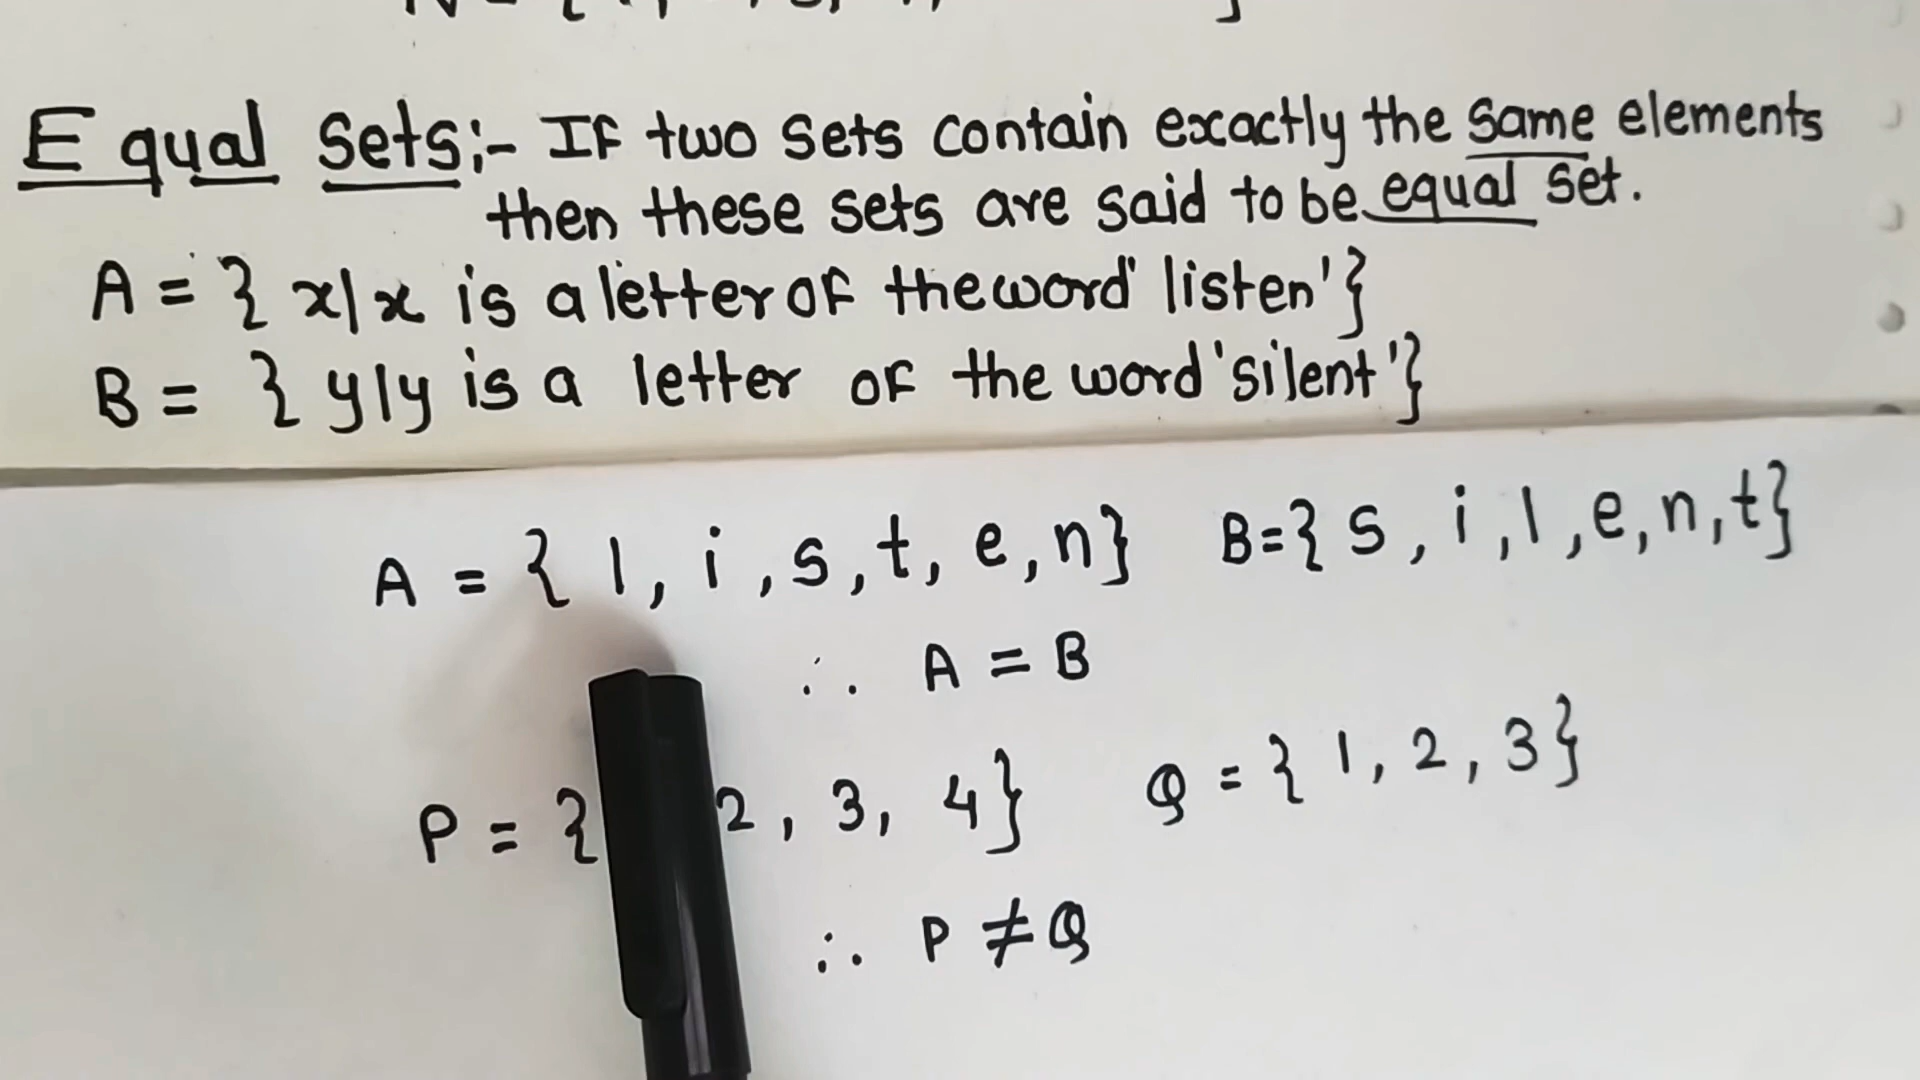 Equal Sets:- If two sets contain exactly the same elements
then these sets are said to be equal set.
A = { x|x is a letter of the word 'listen'}
B = { y|y is a letter of the word 'silent'}
A = { l, i, s, t, e, n} B={ s, i, l, e, n, t}
∴ A = B
P = { 2, 3, 4} Q = { 1, 2, 3}
∴ P ≠ Q